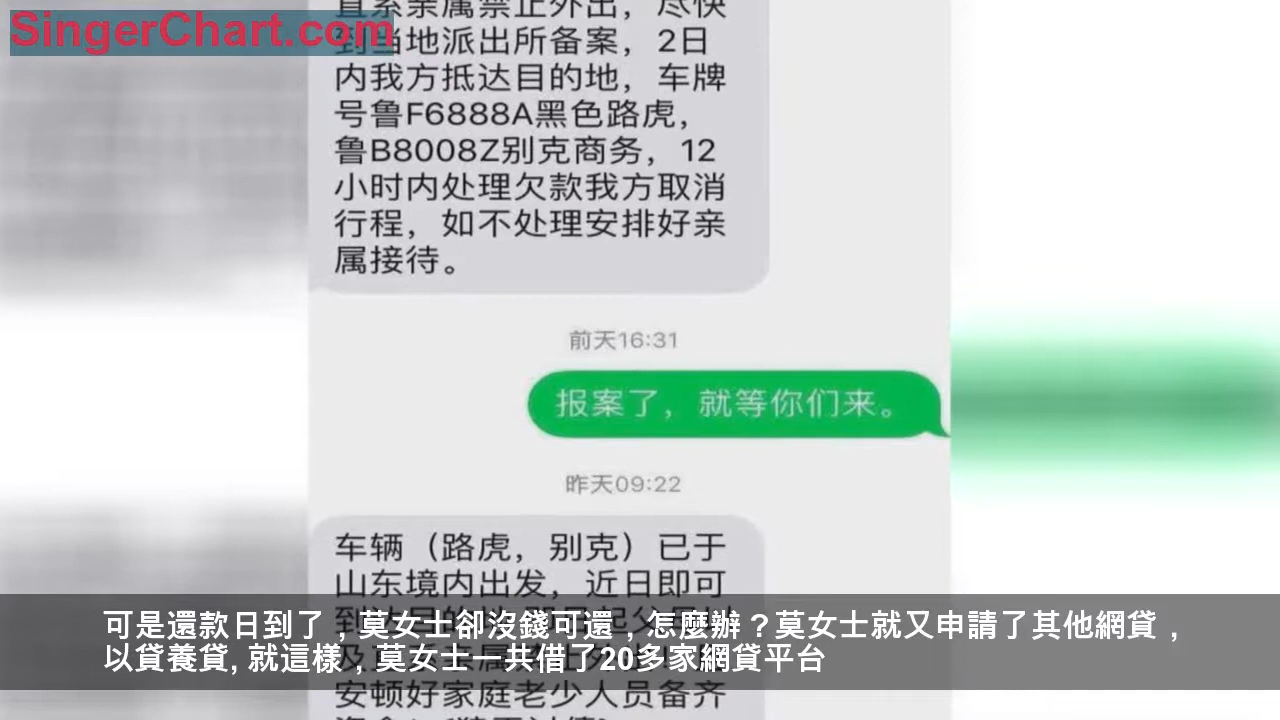 SingerChart.com
直系亲属禁止外出，尽快
到当地派出所备案，2日
内我方抵达目的地，车牌
号鲁F6888A黑色路虎，
鲁B8008Z别克商务，12
小时内处理欠款我方取消
行程，如不处理安排好亲
属接待。
前天16:31
报案了，就等你们来。
昨天09:22
车辆（路虎，别克）已于
山东境内出发，近日即可
可是還款日到了，莫女士卻沒錢可還，怎麼辦？莫女士就又申請了其他網貸，
以貸養貸, 就這樣，莫女士一共借了20多家網貸平台
安顿好家庭老少人员备齐